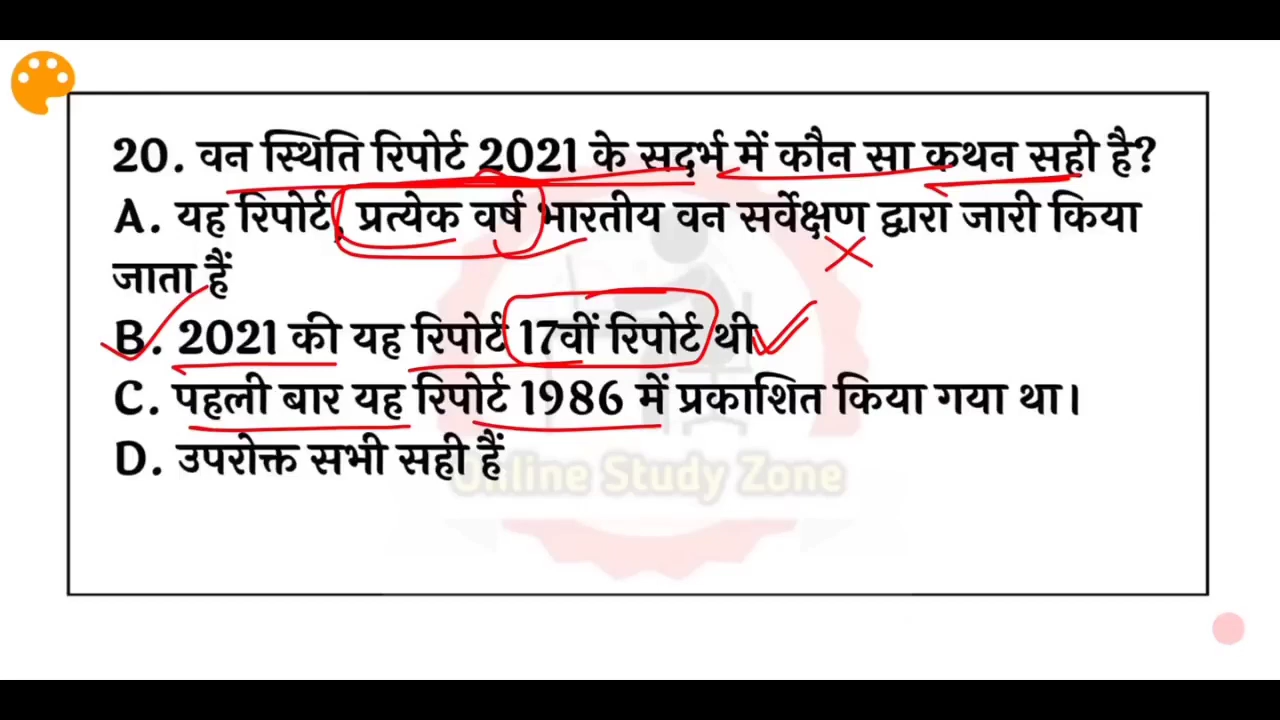 20. वन स्थिति रिपोर्ट 2021 के सदर्भ में कौन सा कथन सही है?
A. यह रिपोर्ट, प्रत्येक वर्ष भारतीय वन सर्वेक्षण द्वारा जारी किया
जाता हैं
B. 2021 की यह रिपोर्ट 17वीं रिपोर्ट थी
C. पहली बार यह रिपोर्ट 1986 में प्रकाशित किया गया था।
D. उपरोक्त सभी सही हैं
Online Study Zone